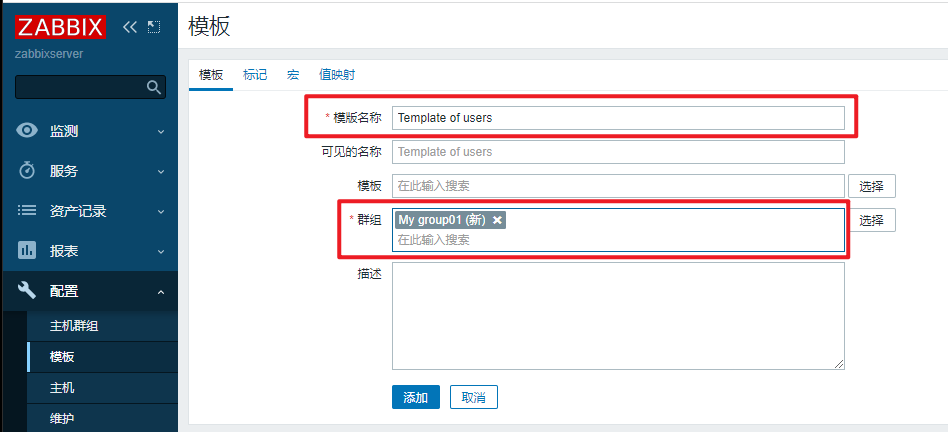 ZABBIX
zabbixserver
监测
服务
资产记录
报表
配置
主机群组
模板
主机
维护
模板
模板 标记 宏 值映射
* 模版名称 Template of users
可见的名称 Template of users
模板 在此输入搜索 选择
* 群组 My group01 (新) 选择
在此输入搜索
描述
添加 取消